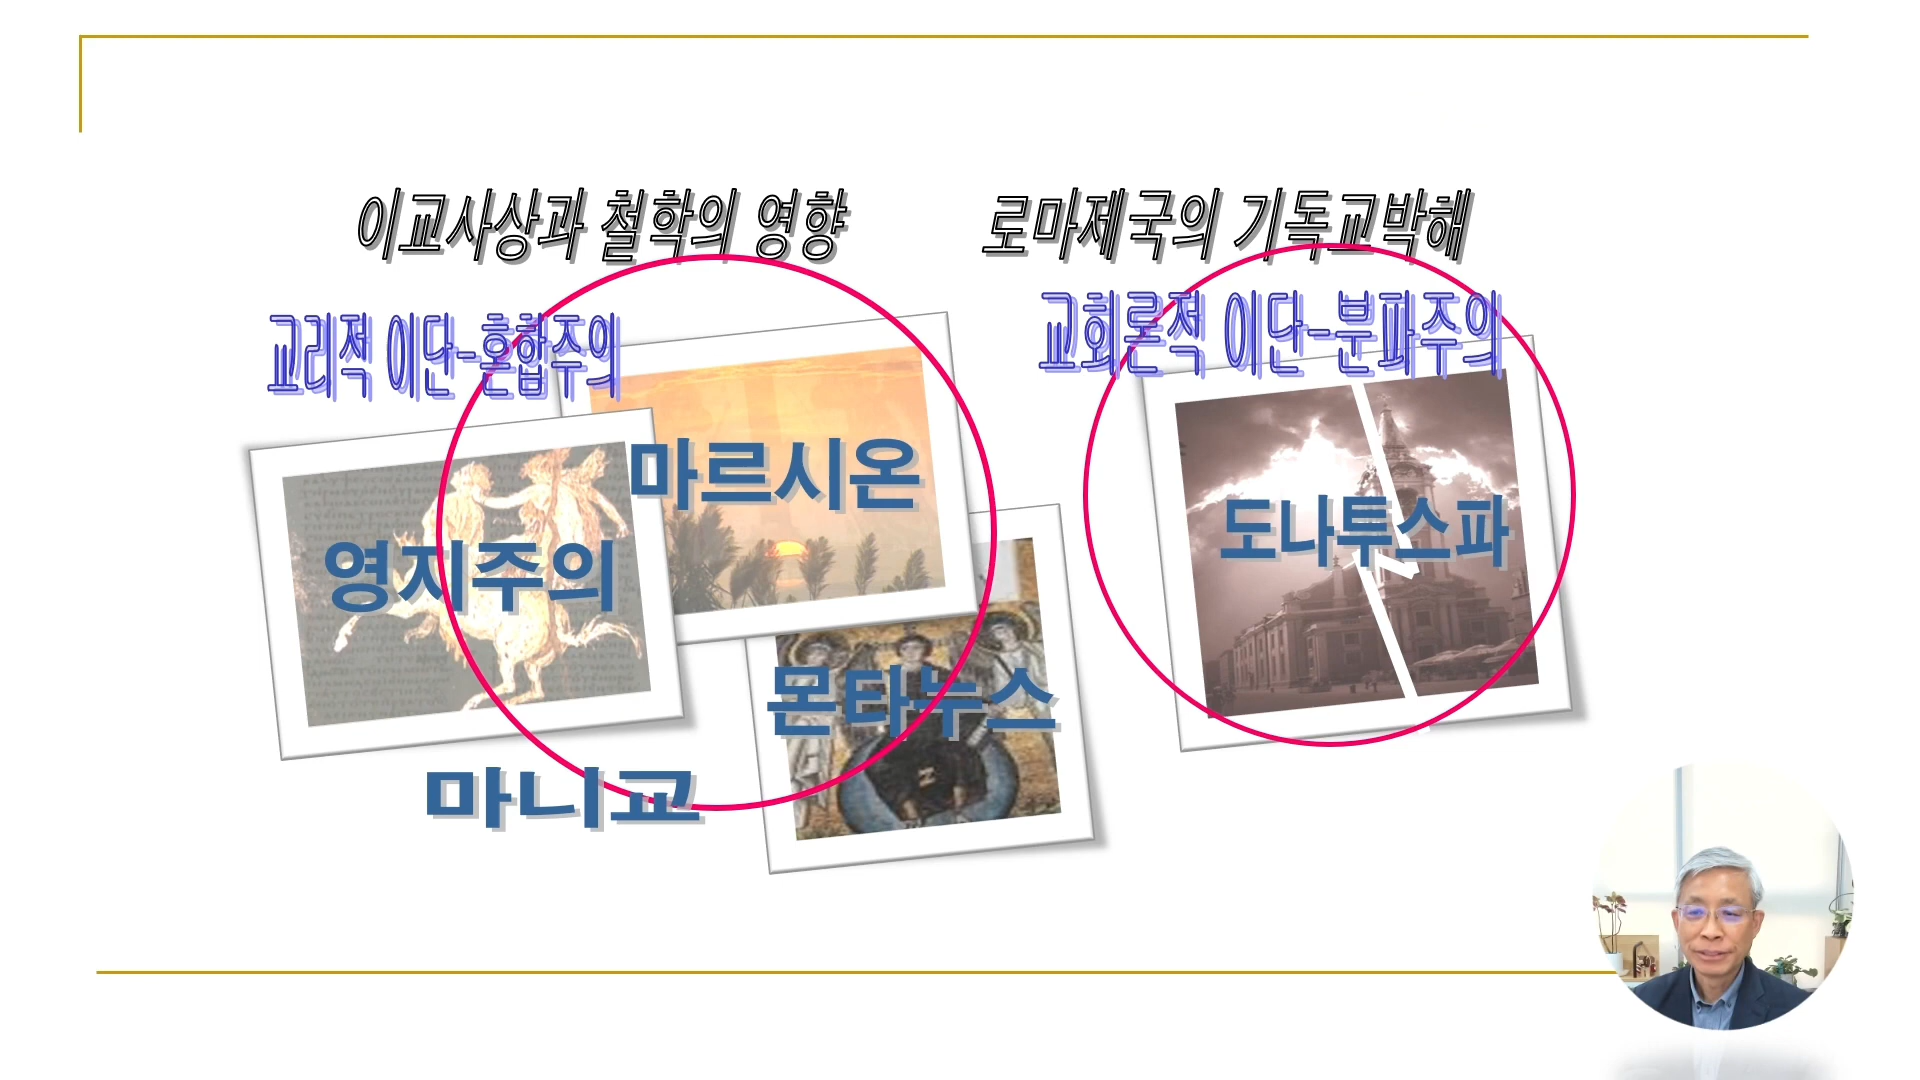 이교사상과 철학의 영향
로마제국의 기독교박해
교리적 이단-혼합주의
교회론적 이단-분파주의
마르시온
영지주의
도나투스파
몬타누스
마니교